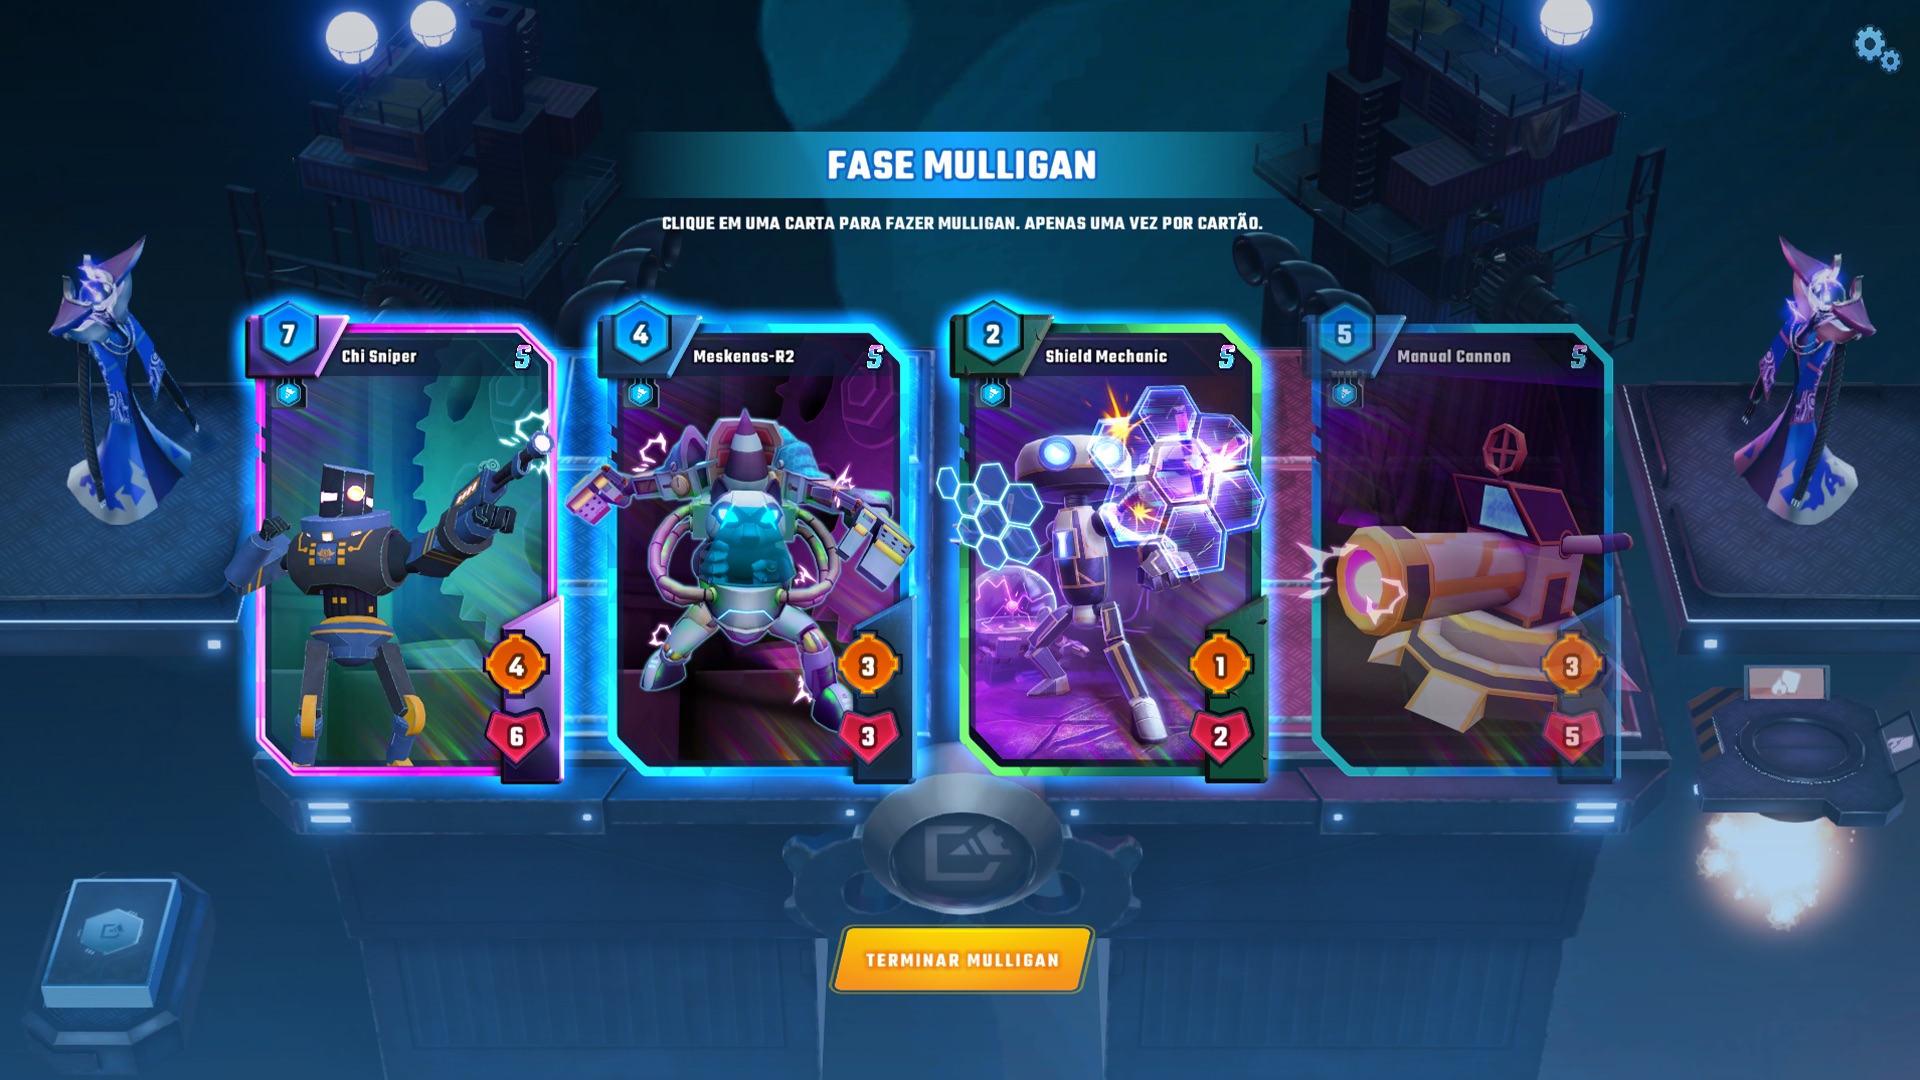 FASE MULLIGAN
CLIQUE EM UMA CARTA PARA FAZER MULLIGAN. APENAS UMA VEZ POR CARTÃO.
7 Chi Sniper S
4
6
4 Meskenas-R2 S
3
3
2 Shield Mechanic S
1
2
5 Manual Cannon S
3
5
TERMINAR MULLIGAN